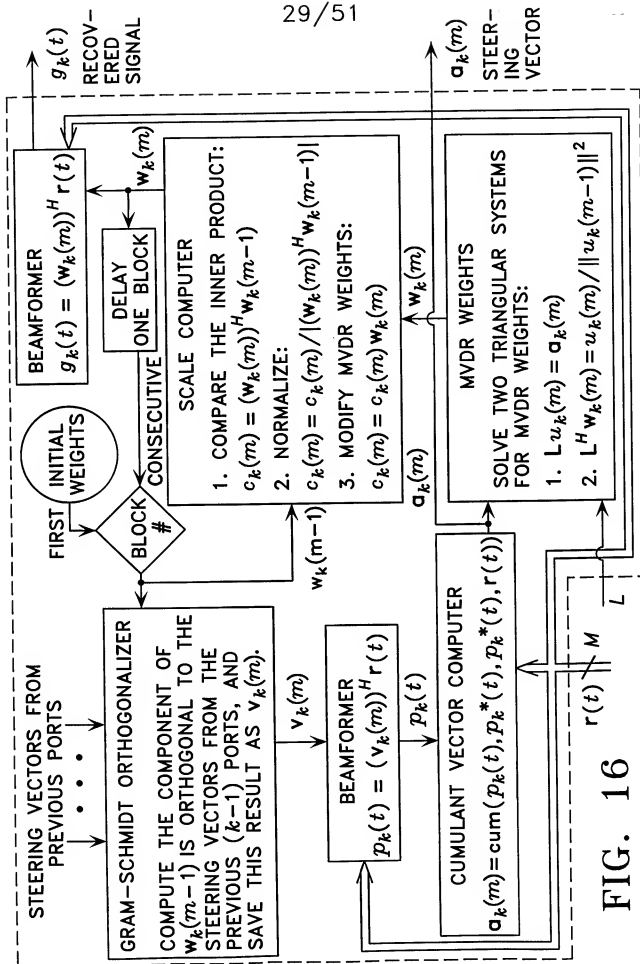 29/51
STEERING VECTORS FROM
PREVIOUS PORTS
• • •
GRAM-SCHMIDT ORTHOGONALIZER
COMPUTE THE COMPONENT OF
w_k(m-1) IS ORTHOGONAL TO THE
STEERING VECTORS FROM THE
PREVIOUS (k-1) PORTS, AND
SAVE THIS RESULT AS v_k(m).
FIRST
INITIAL
WEIGHTS
BLOCK
#
CONSECUTIVE
DELAY
ONE BLOCK
BEAMFORMER
g_k(t) = (w_k(m))^H r(t)
g_k(t)
RECOV-
ERED
SIGNAL
w_k(m)
w_k(m-1)
SCALE COMPUTER
1. COMPARE THE INNER PRODUCT:
c_k(m) = (w_k(m))^H w_k(m-1)
2. NORMALIZE:
c_k(m) = c_k(m)/|(w_k(m))^H w_k(m-1)|
3. MODIFY MVDR WEIGHTS:
c_k(m) = c_k(m)w_k(m)
v_k(m)
BEAMFORMER
p_k(t) = (v_k(m))^H r(t)
p_k(t)
a_k(m)
w_k(m)
a_k(m)
STEER-
ING
VECTOR
CUMULANT VECTOR COMPUTER
a_k(m)=cum(p_k(t),p_k*(t),p_k*(t),r(t))
MVDR WEIGHTS
SOLVE TWO TRIANGULAR SYSTEMS
FOR MVDR WEIGHTS:
1. Lu_k(m) = a_k(m)
2. L^H w_k(m) = u_k(m)/||u_k(m-1)||^2
r(t)
M
L
FIG. 16